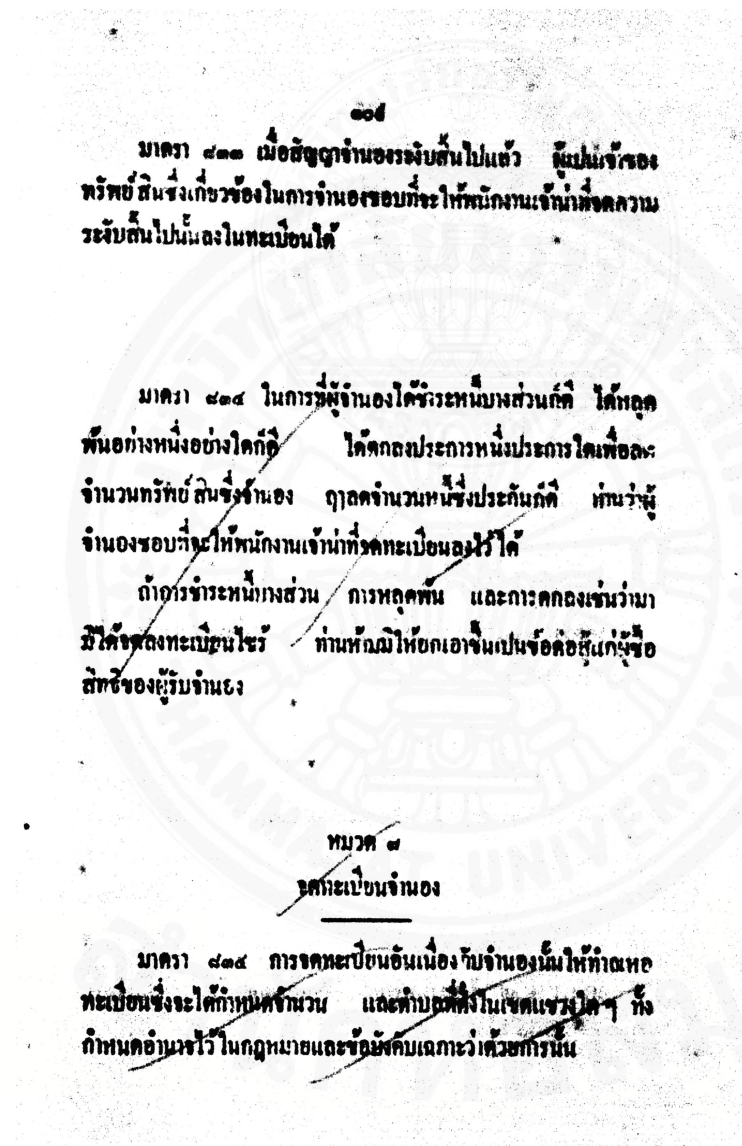 ๑๐๕
มาตรา ๘๓๓ เมื่อสัญญาจำนองระงับสิ้นไปแล้ว ผู้เปนเจ้าของ
ทรัพย์สินซึ่งเกี่ยวข้องในการจำนองชอบที่จะให้พนักงานเจ้าน่าที่จดความ
ระงับสิ้นไปนั้นลงในทะเบียนได้
มาตรา ๘๓๔ ในการที่ผู้จำนองได้ชำระหนี้บางส่วนก็ดี ได้หลุด
พ้นอย่างหนึ่งอย่างใดก็ดี ได้ตกลงประการหนึ่งประการใดเพื่อลด
จำนวนทรัพย์สินซึ่งจำนอง ฤๅลดจำนวนหนี้ซึ่งประกันก็ดี ท่านว่าผู้
จำนองชอบที่จะให้พนักงานเจ้าน่าที่จดทะเบียนลงไว้ได้
ถ้าการชำระหนี้บางส่วน การหลุดพ้น และการตกลงเช่นว่ามา
มิได้จดลงทะเบียนไซร้ ท่านห้ามมิให้ยกเอาขึ้นเปนข้อต่อสู้แก่ผู้ซื้อ
สิทธิของผู้รับจำนอง
หมวด ๗
จดทะเบียนจำนอง
มาตรา ๘๓๕ การจดทะเบียนอันเนื่องกับจำนองนั้นให้ทำณหอ
ทะเบียนซึ่งจะได้กำหนดจำนวน และตำบลที่ตั้งในเขตแขวงใด ๆ ทั้ง
กำหนดอำนาจไว้ในกฎหมายและข้อบังคับเฉภาะว่าด้วยการนั้น
THAMMASAT UNIVERSITY